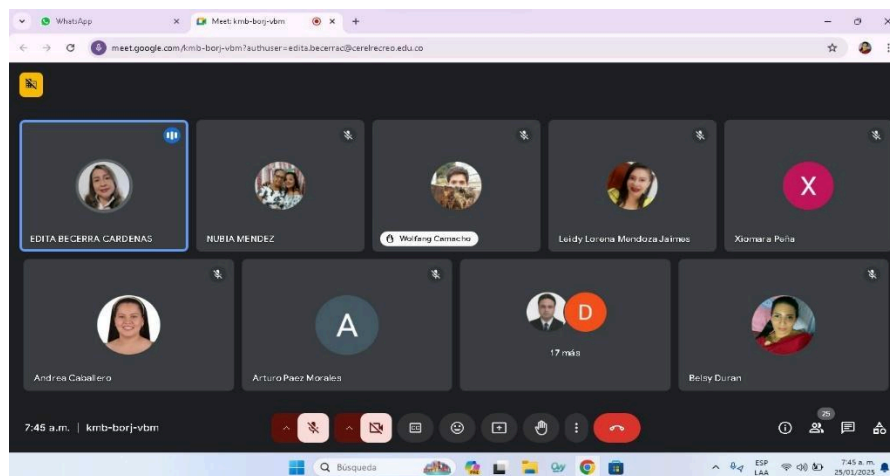 WhatsApp
Meet: kmb-borj-vbm
meet.google.com/kmb-borj-vbm?authuser=edita.becerrac@cerelrecreo.edu.co
EDITA BECERRA CARDENAS
NUBIA MENDEZ
Wolfang Camacho
Leidy Lorena Mendoza Jaimes
X
Xiomara Peña
Andrea Caballero
A
Arturo Paez Morales
D
17 más
Belsy Duran
7:45 a.m. | kmb-borj-vbm
25
Búsqueda
ESP
LAA
7:45 a. m.
25/01/2025